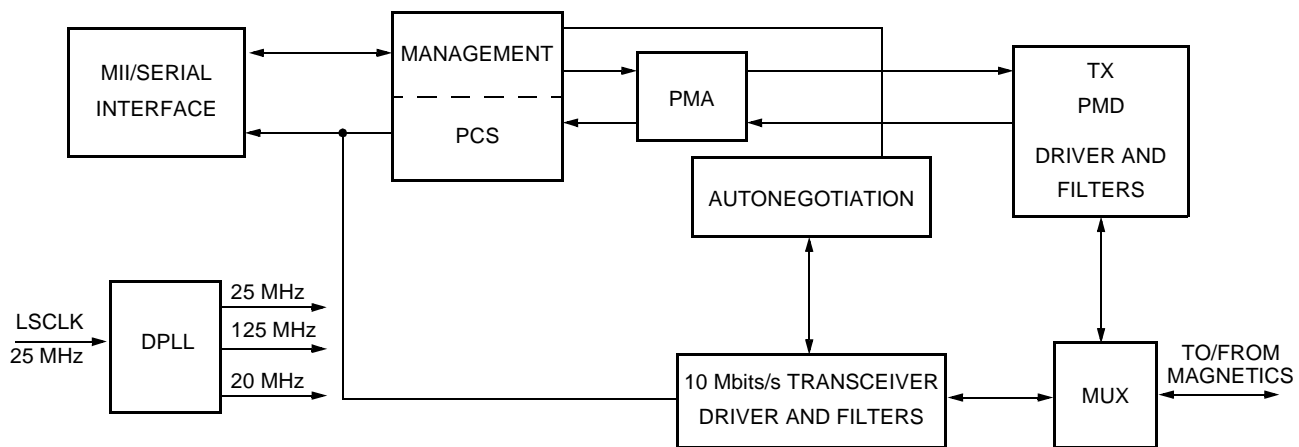 MII/SERIAL
INTERFACE
MANAGEMENT
PCS
PMA
TX
PMD
DRIVER AND
FILTERS
AUTONEGOTIATION
LSCLK
25 MHz
DPLL
25 MHz
125 MHz
20 MHz
10 Mbits/s TRANSCEIVER
DRIVER AND FILTERS
MUX
TO/FROM
MAGNETICS